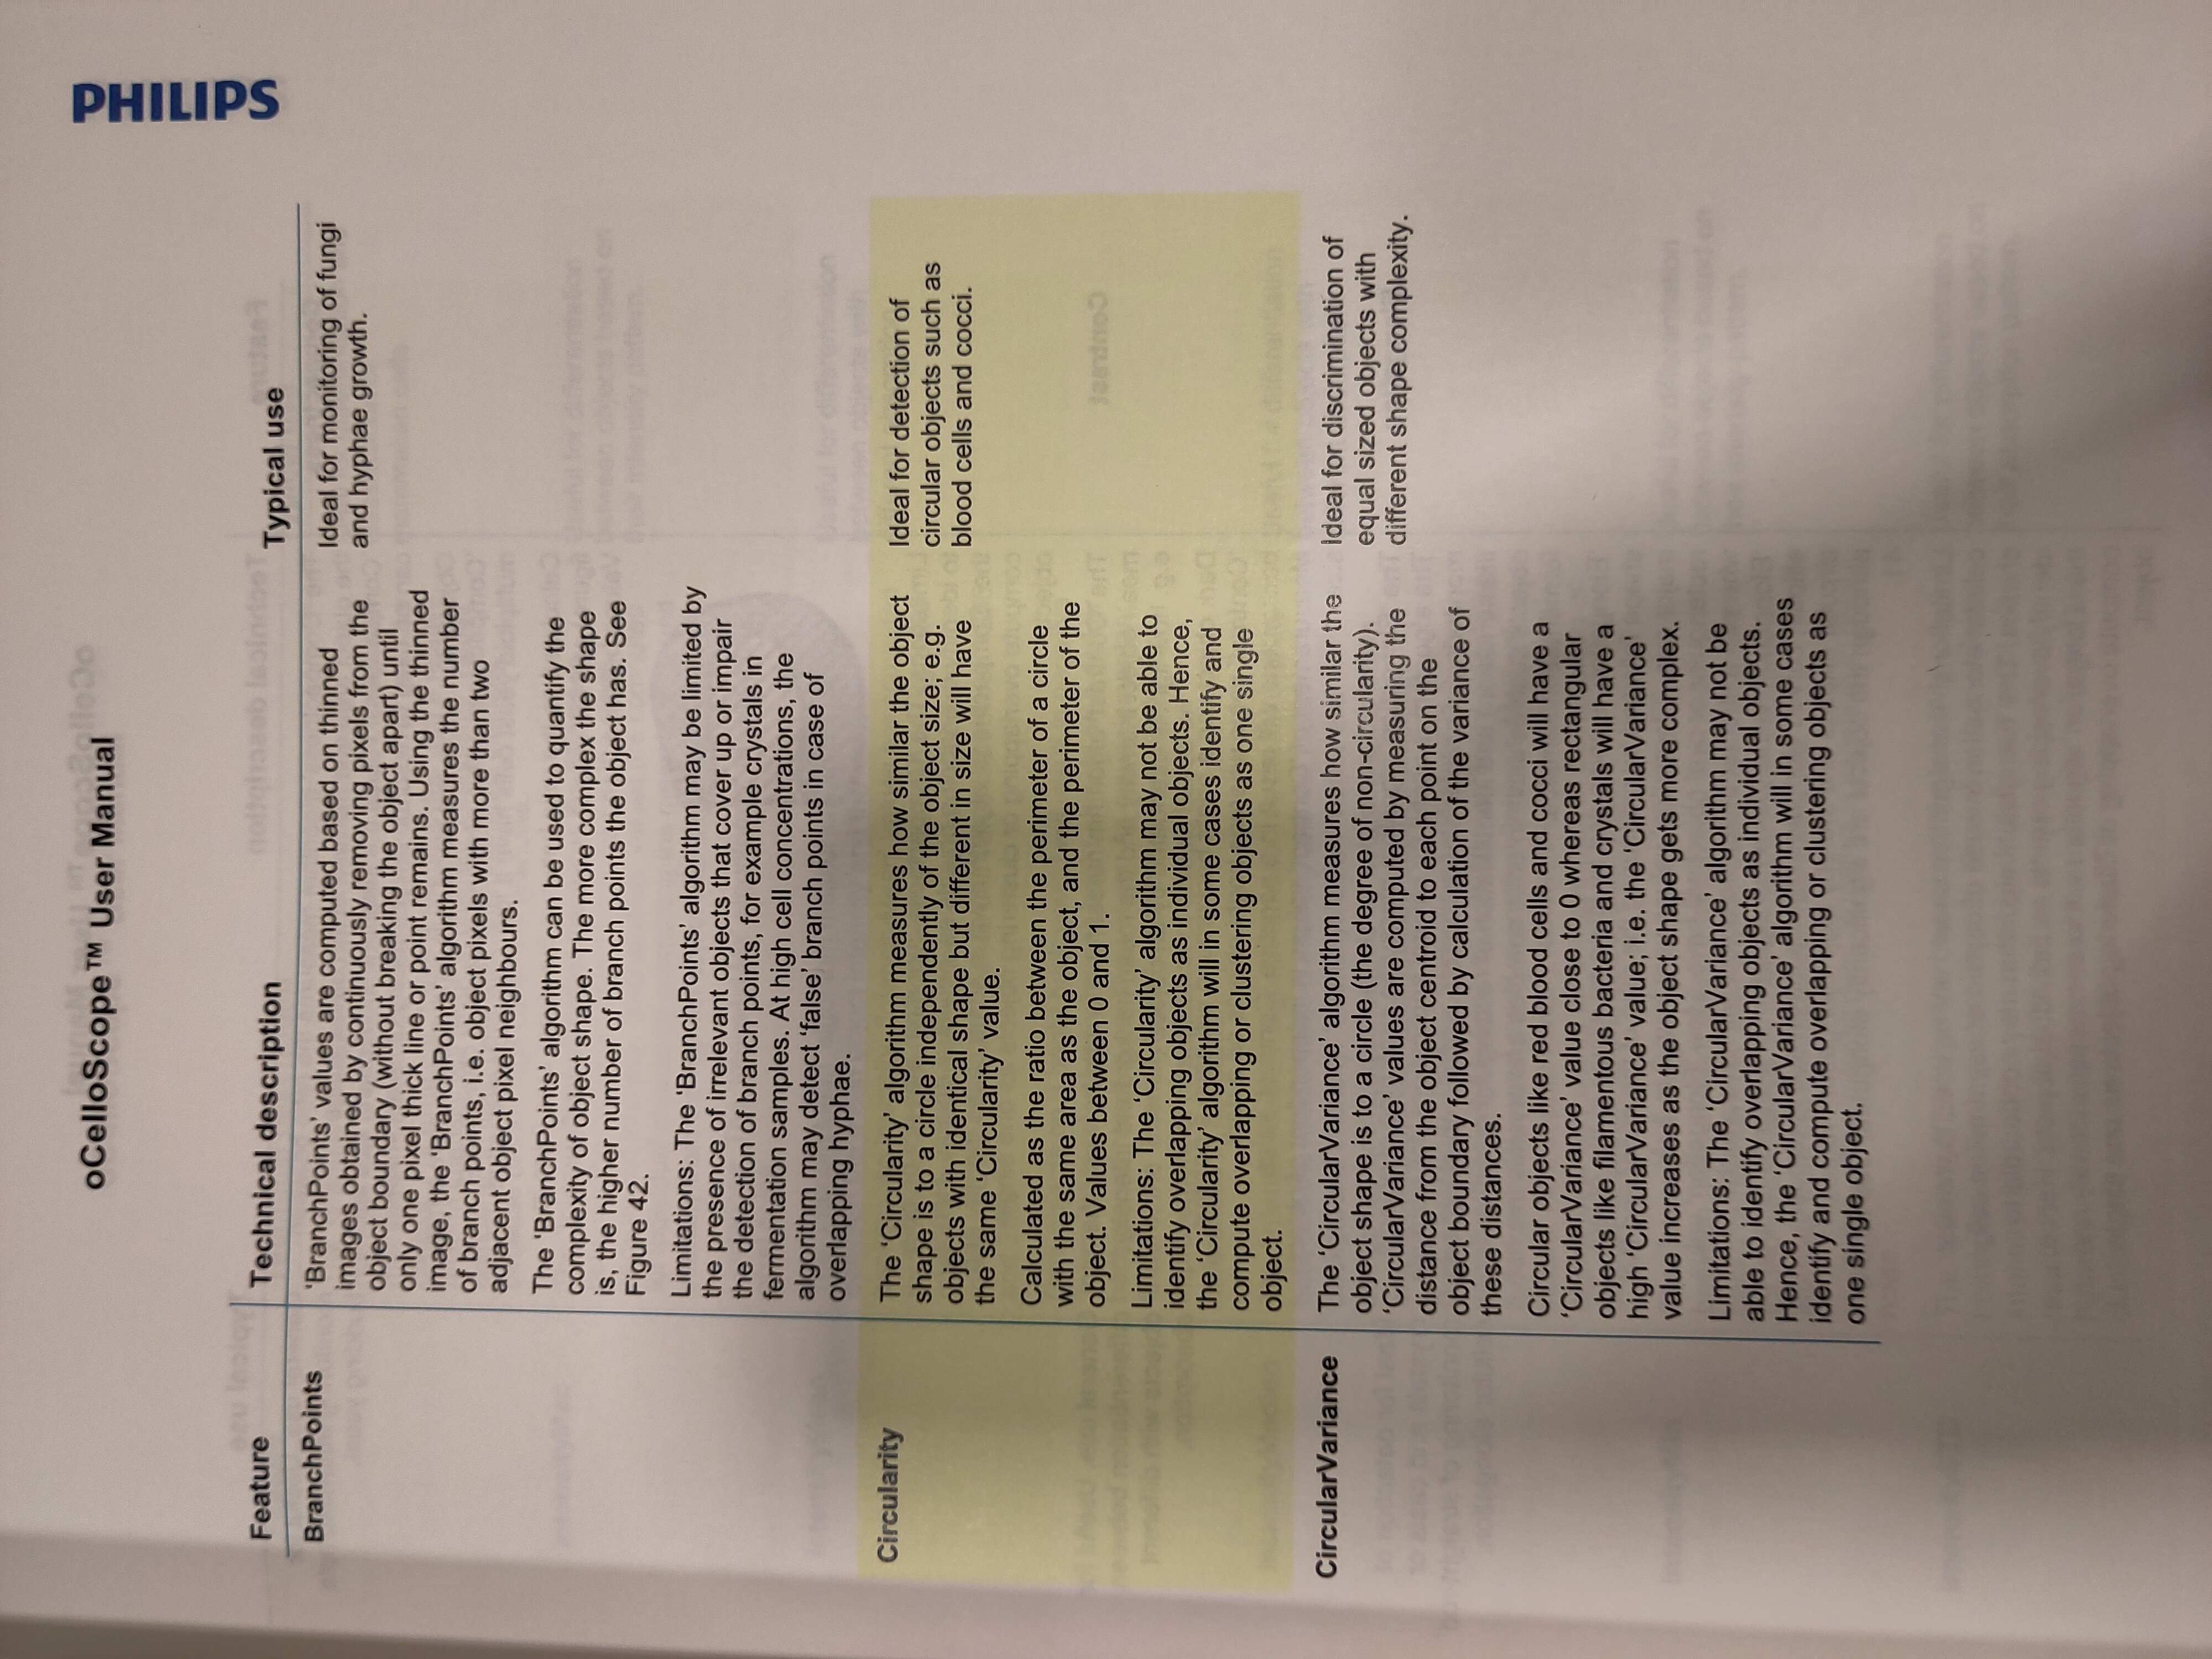 oCelloScope™ User Manual
PHILIPS
Feature
Technical description
Typical use
BranchPoints
‘BranchPoints’ values are computed based on thinned
images obtained by continuously removing pixels from the
object boundary (without breaking the object apart) until
only one pixel thick line or point remains. Using the thinned
image, the ‘BranchPoints’ algorithm measures the number
of branch points, i.e. object pixels with more than two
adjacent object pixel neighbours.
The ‘BranchPoints’ algorithm can be used to quantify the
complexity of object shape. The more complex the shape
is, the higher number of branch points the object has. See
Figure 42.
Limitations: The ‘BranchPoints’ algorithm may be limited by
the presence of irrelevant objects that cover up or impair
the detection of branch points, for example crystals in
fermentation samples. At high cell concentrations, the
algorithm may detect ‘false’ branch points in case of
overlapping hyphae.
Ideal for monitoring of fungi
and hyphae growth.
Circularity
The ‘Circularity’ algorithm measures how similar the object
shape is to a circle independently of the object size; e.g.
objects with identical shape but different in size will have
the same ‘Circularity’ value.
Calculated as the ratio between the perimeter of a circle
with the same area as the object, and the perimeter of the
object. Values between 0 and 1.
Limitations: The ‘Circularity’ algorithm may not be able to
identify overlapping objects as individual objects. Hence,
the ‘Circularity’ algorithm will in some cases identify and
compute overlapping or clustering objects as one single
object.
Ideal for detection of
circular objects such as
blood cells and cocci.
CircularVariance
The ‘CircularVariance’ algorithm measures how similar the
object shape is to a circle (the degree of non-circularity).
‘CircularVariance’ values are computed by measuring the
distance from the object centroid to each point on the
object boundary followed by calculation of the variance of
these distances.
Circular objects like red blood cells and cocci will have a
‘CircularVariance’ value close to 0 whereas rectangular
objects like filamentous bacteria and crystals will have a
high ‘CircularVariance’ value; i.e. the ‘CircularVariance’
value increases as the object shape gets more complex.
Limitations: The ‘CircularVariance’ algorithm may not be
able to identify overlapping objects as individual objects.
Hence, the ‘CircularVariance’ algorithm will in some cases
identify and compute overlapping or clustering objects as
one single object.
Ideal for discrimination of
equal sized objects with
different shape complexity.